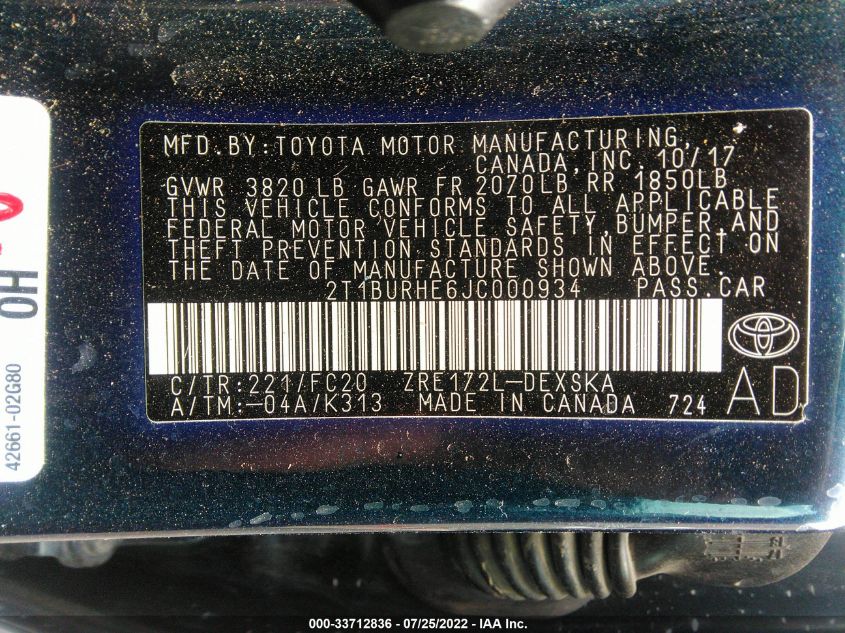 MFD.BY:TOYOTA MOTOR MANUFACTURING,
CANADA,INC. 10/17
GVWR 3820 LB GAWR FR 2070LB RR 1850LB
THIS VEHICLE CONFORMS TO ALL APPLICABLE
FEDERAL MOTOR VEHICLE SAFETY,BUMPER,AND
THEFT PREVENTION STANDARDS IN EFFECT ON
THE DATE OF MANUFACTURE SHOWN ABOVE.
2T1BURHE6JC000934 PASS.CAR
C/TR:221/FC20 ZRE172L-DEXSKA
A/TM:-04A/K313 MADE IN CANADA 724
AD
OH
42661-02G80
000-33712836 - 07/25/2022 - IAA Inc.